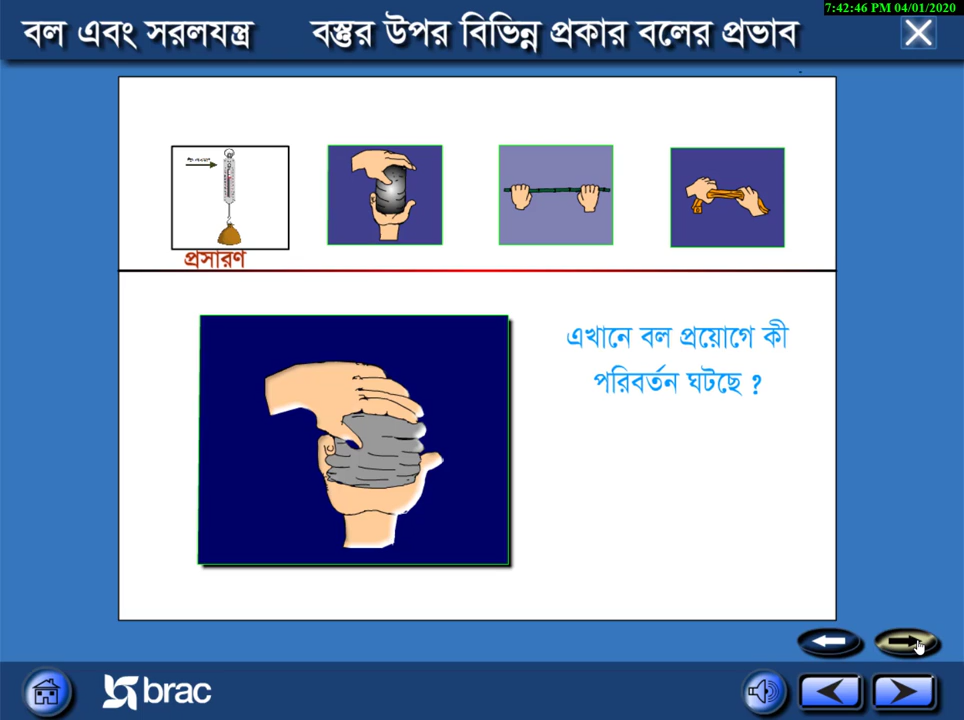 7:42:46 PM 04/01/2020
বল এবং সরলযন্ত্র
বস্তুর উপর বিভিন্ন প্রকার বলের প্রভাব
প্রসারণ
এখানে বল প্রয়োগে কী
পরিবর্তন ঘটছে ?
brac